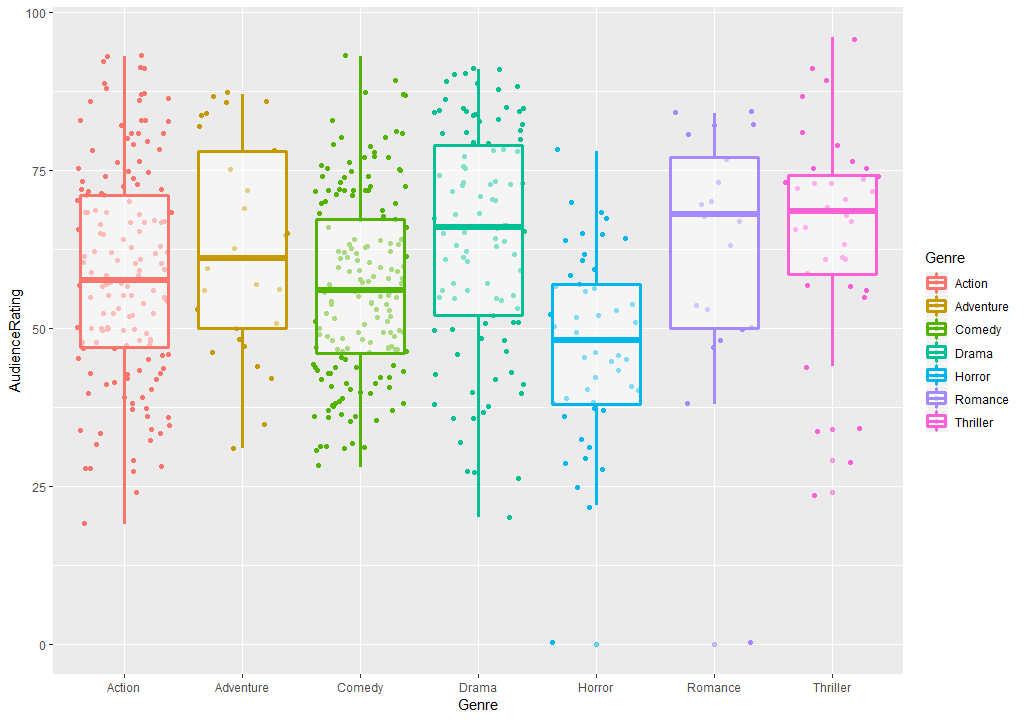 100
75
50
25
0
AudienceRating
Action Adventure Comedy Drama Horror Romance Thriller
Genre
Genre
Action
Adventure
Comedy
Drama
Horror
Romance
Thriller